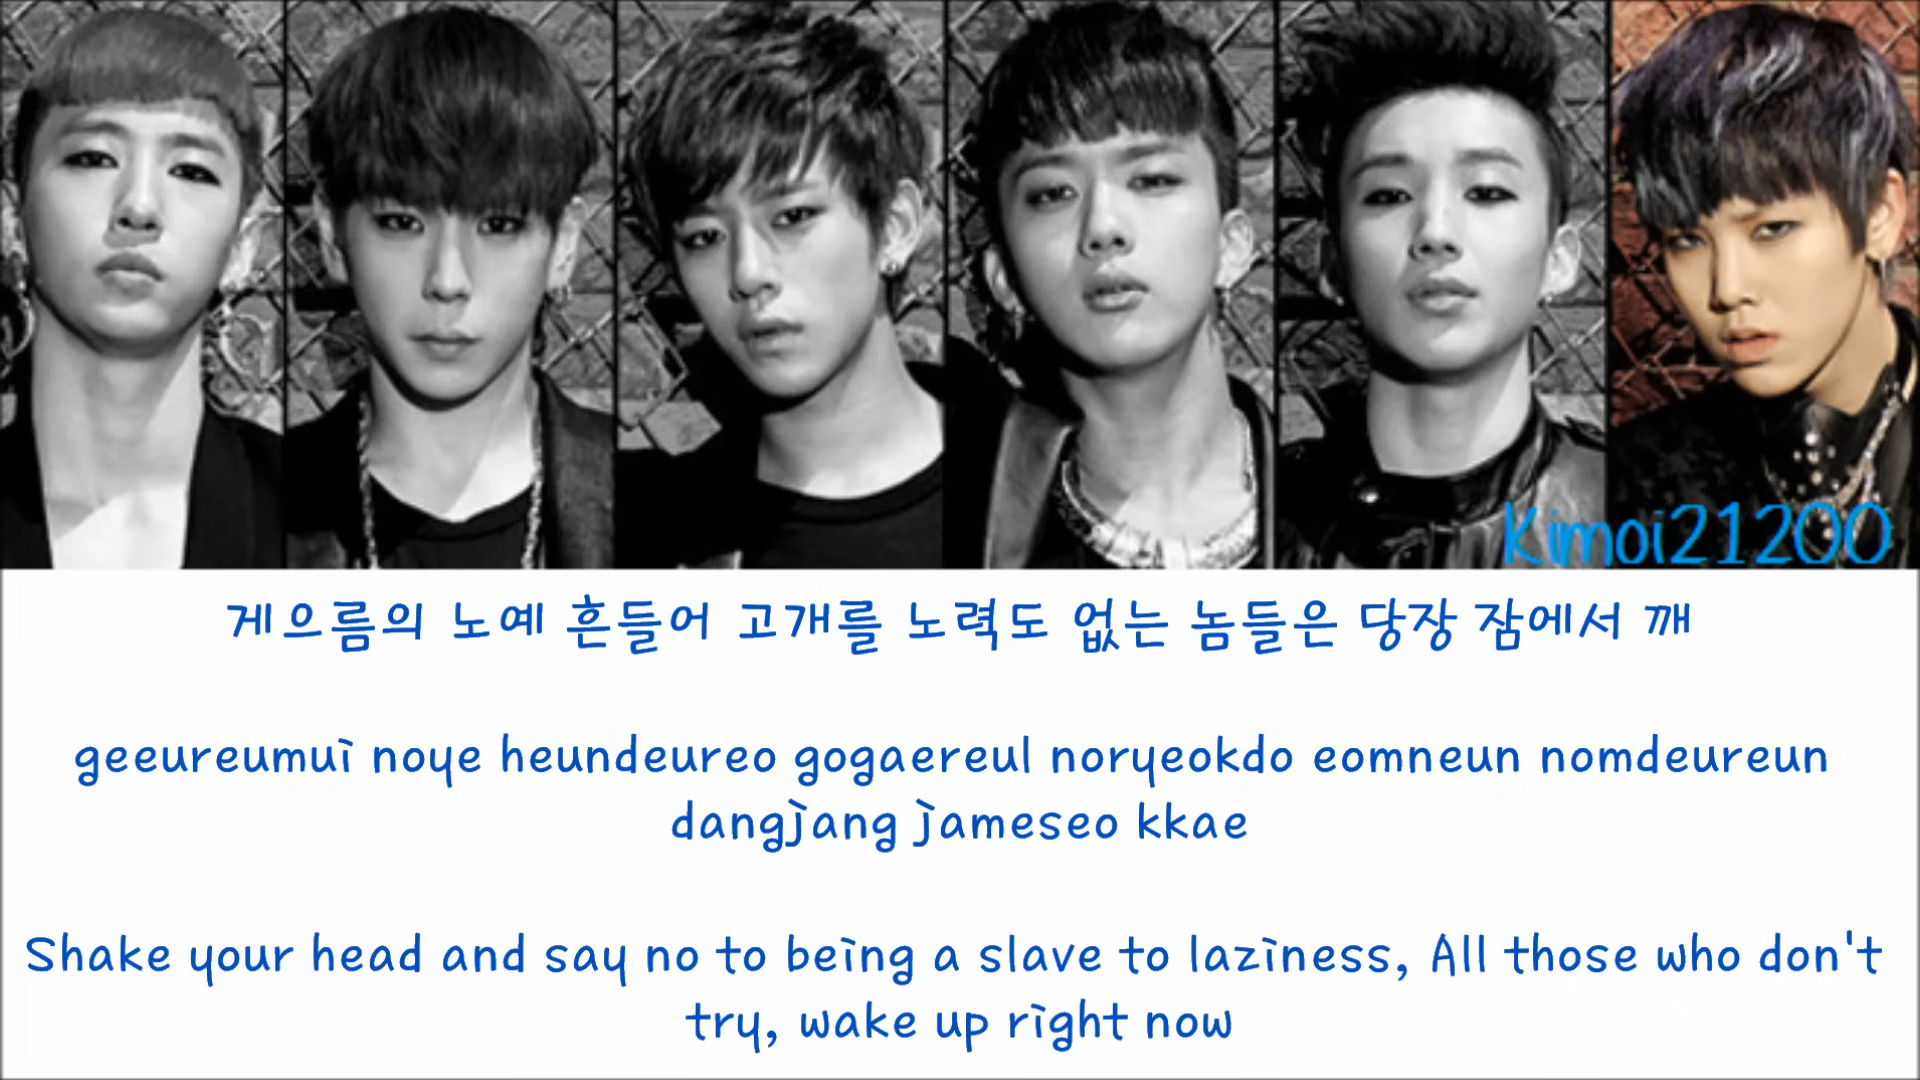 Kimoi21200
게으름의 노예 흔들어 고개를 노력도 없는 놈들은 당장 잠에서 깨
geeureumui noye heundeureo gogaereul noryeokdo eomneun nomdeureun
dangjang jameseo kkae
Shake your head and say no to being a slave to laziness, All those who don't
try, wake up right now